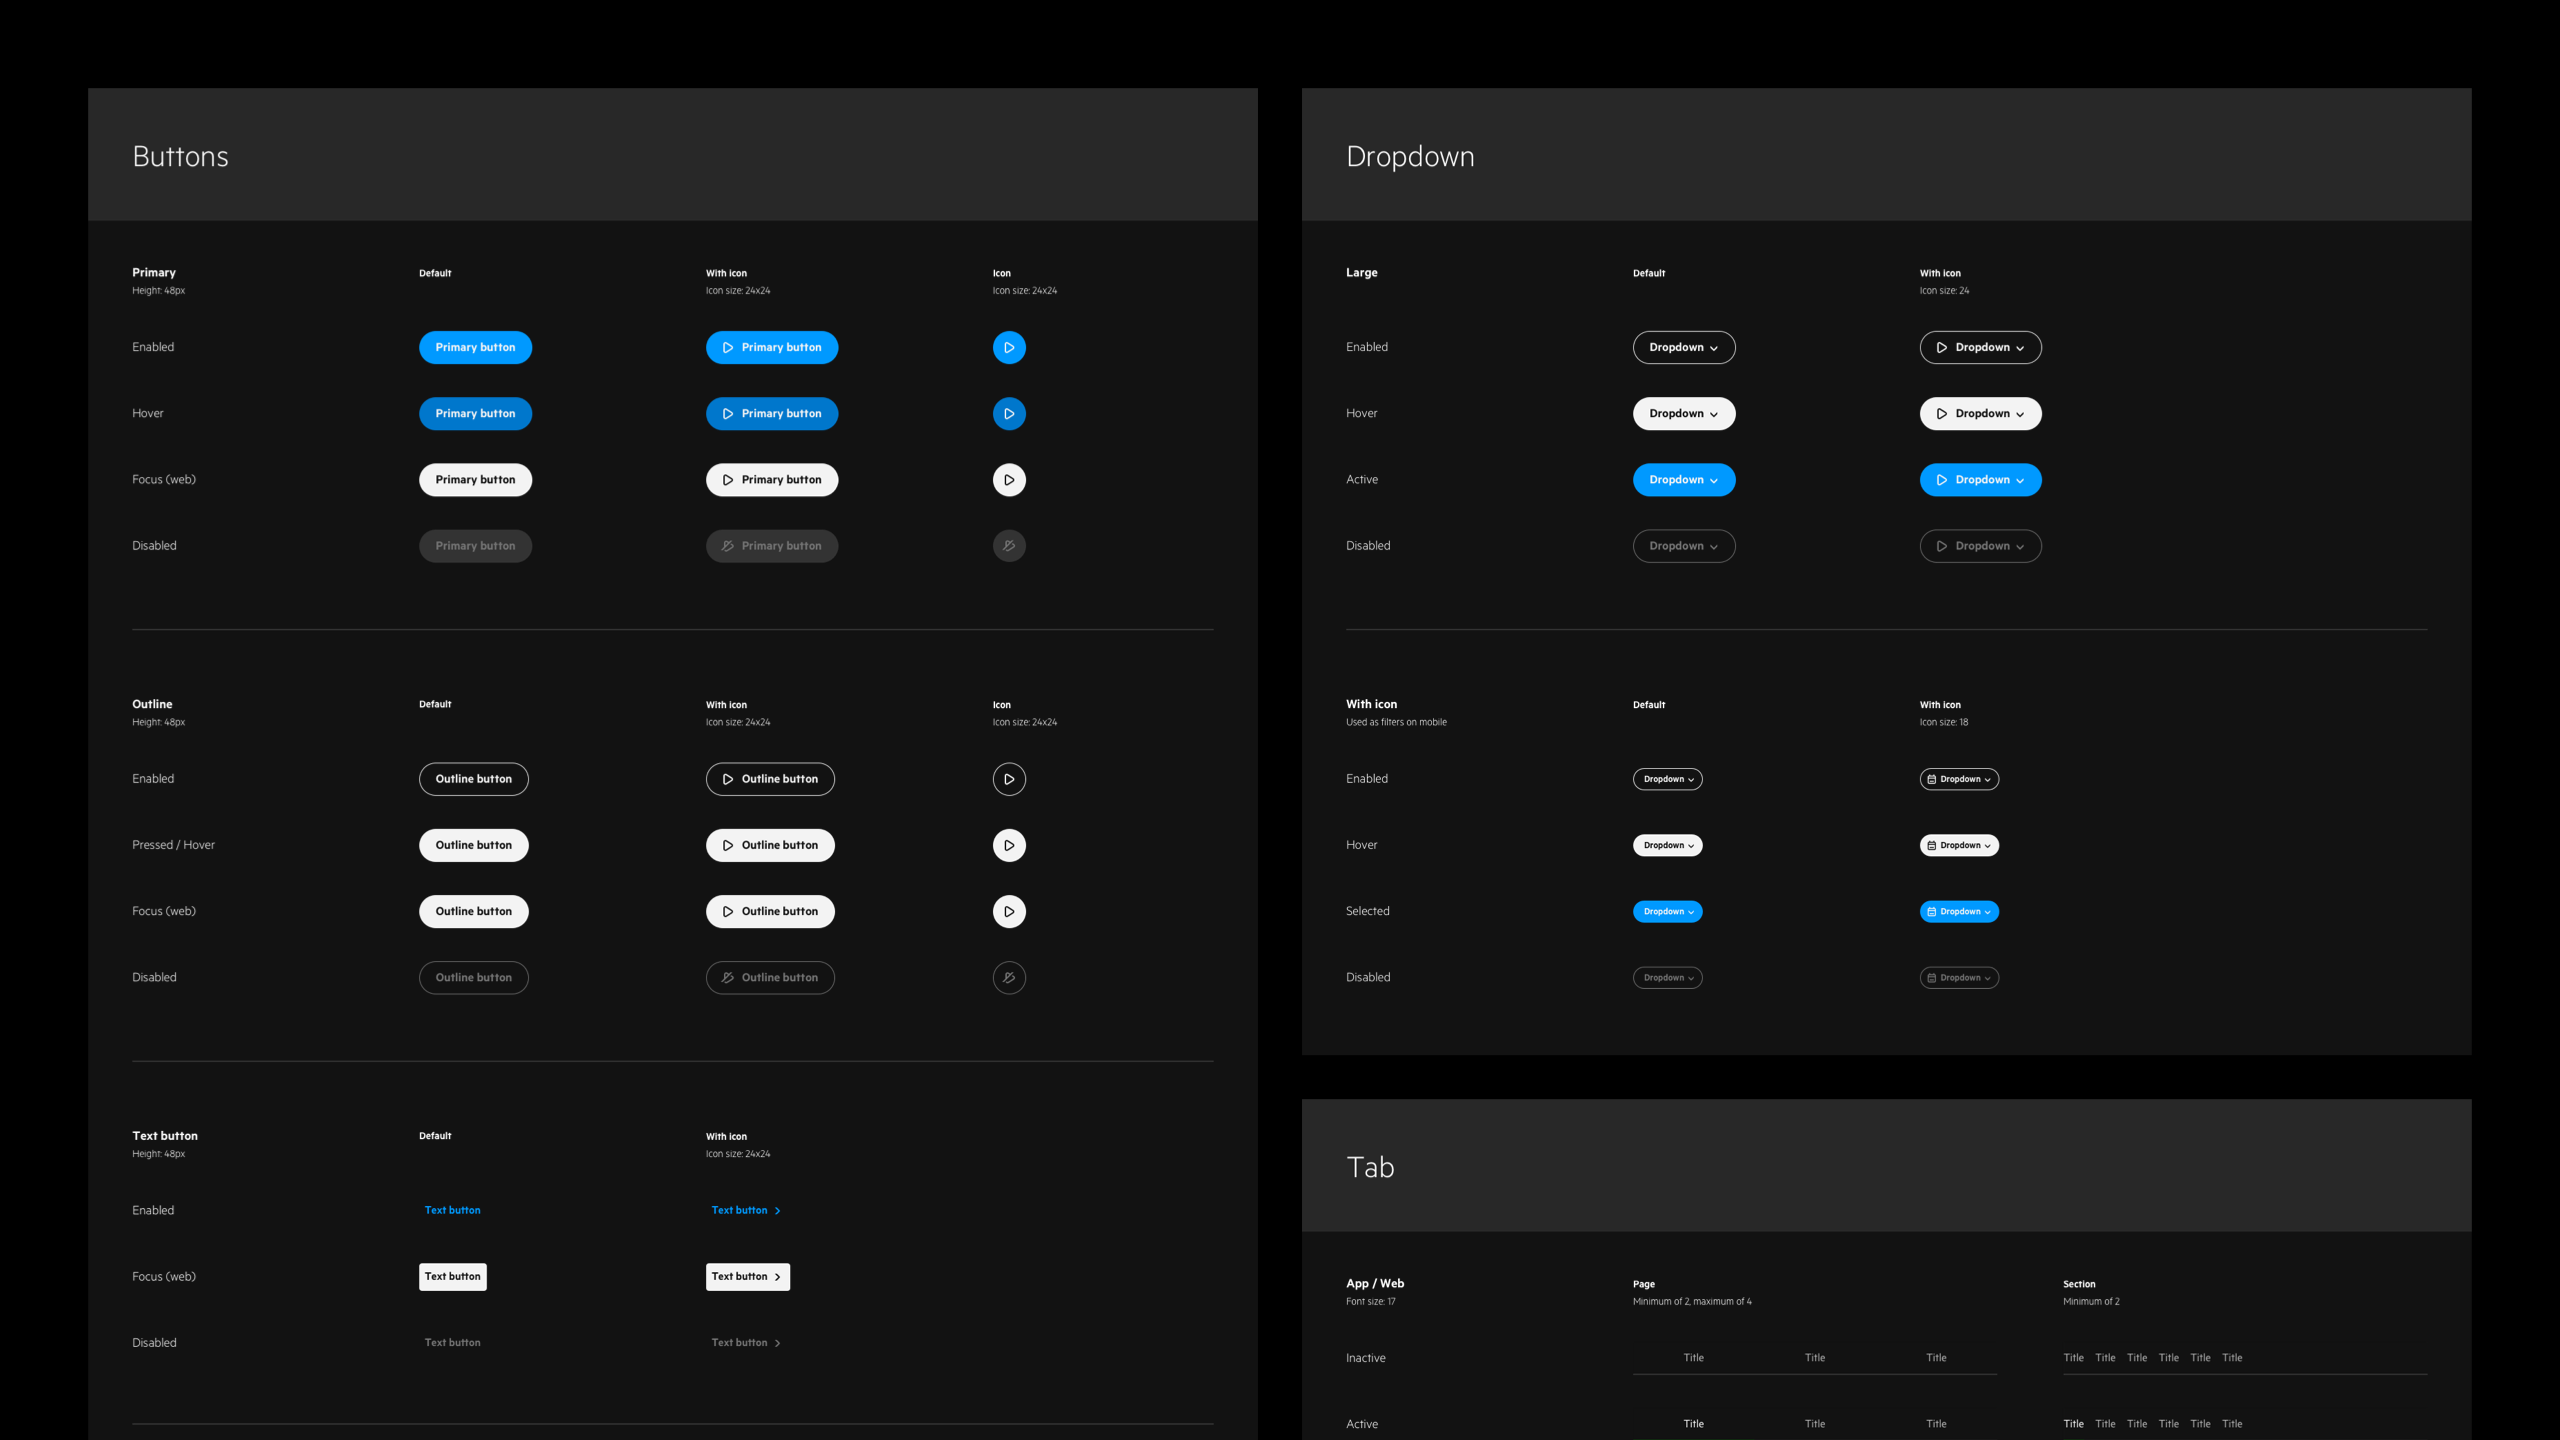 Buttons
Primary
Height: 48px
Default
With icon
Icon size: 24x24
Icon
Icon size: 24x24
Enabled
Primary button
Primary button
Hover
Primary button
Primary button
Focus (web)
Primary button
Primary button
Disabled
Primary button
Primary button
Outline
Height: 48px
Default
With icon
Icon size: 24x24
Icon
Icon size: 24x24
Enabled
Outline button
Outline button
Pressed / Hover
Outline button
Outline button
Focus (web)
Outline button
Outline button
Disabled
Outline button
Outline button
Text button
Height: 48px
Default
With icon
Icon size: 24x24
Enabled
Text button
Text button
Focus (web)
Text button
Text button
Disabled
Text button
Text button
Dropdown
Large
Default
With icon
Icon size: 24
Enabled
Dropdown
Dropdown
Hover
Dropdown
Dropdown
Active
Dropdown
Dropdown
Disabled
Dropdown
Dropdown
With icon
Used as filters on mobile
Default
With icon
Icon size: 18
Enabled
Dropdown
Dropdown
Hover
Dropdown
Dropdown
Selected
Dropdown
Dropdown
Disabled
Dropdown
Dropdown
Tab
App / Web
Font size: 17
Page
Minimum of 2, maximum of 4
Section
Minimum of 2
Inactive
Title Title Title
Title Title Title Title Title Title
Active
Title Title Title
Title Title Title Title Title Title